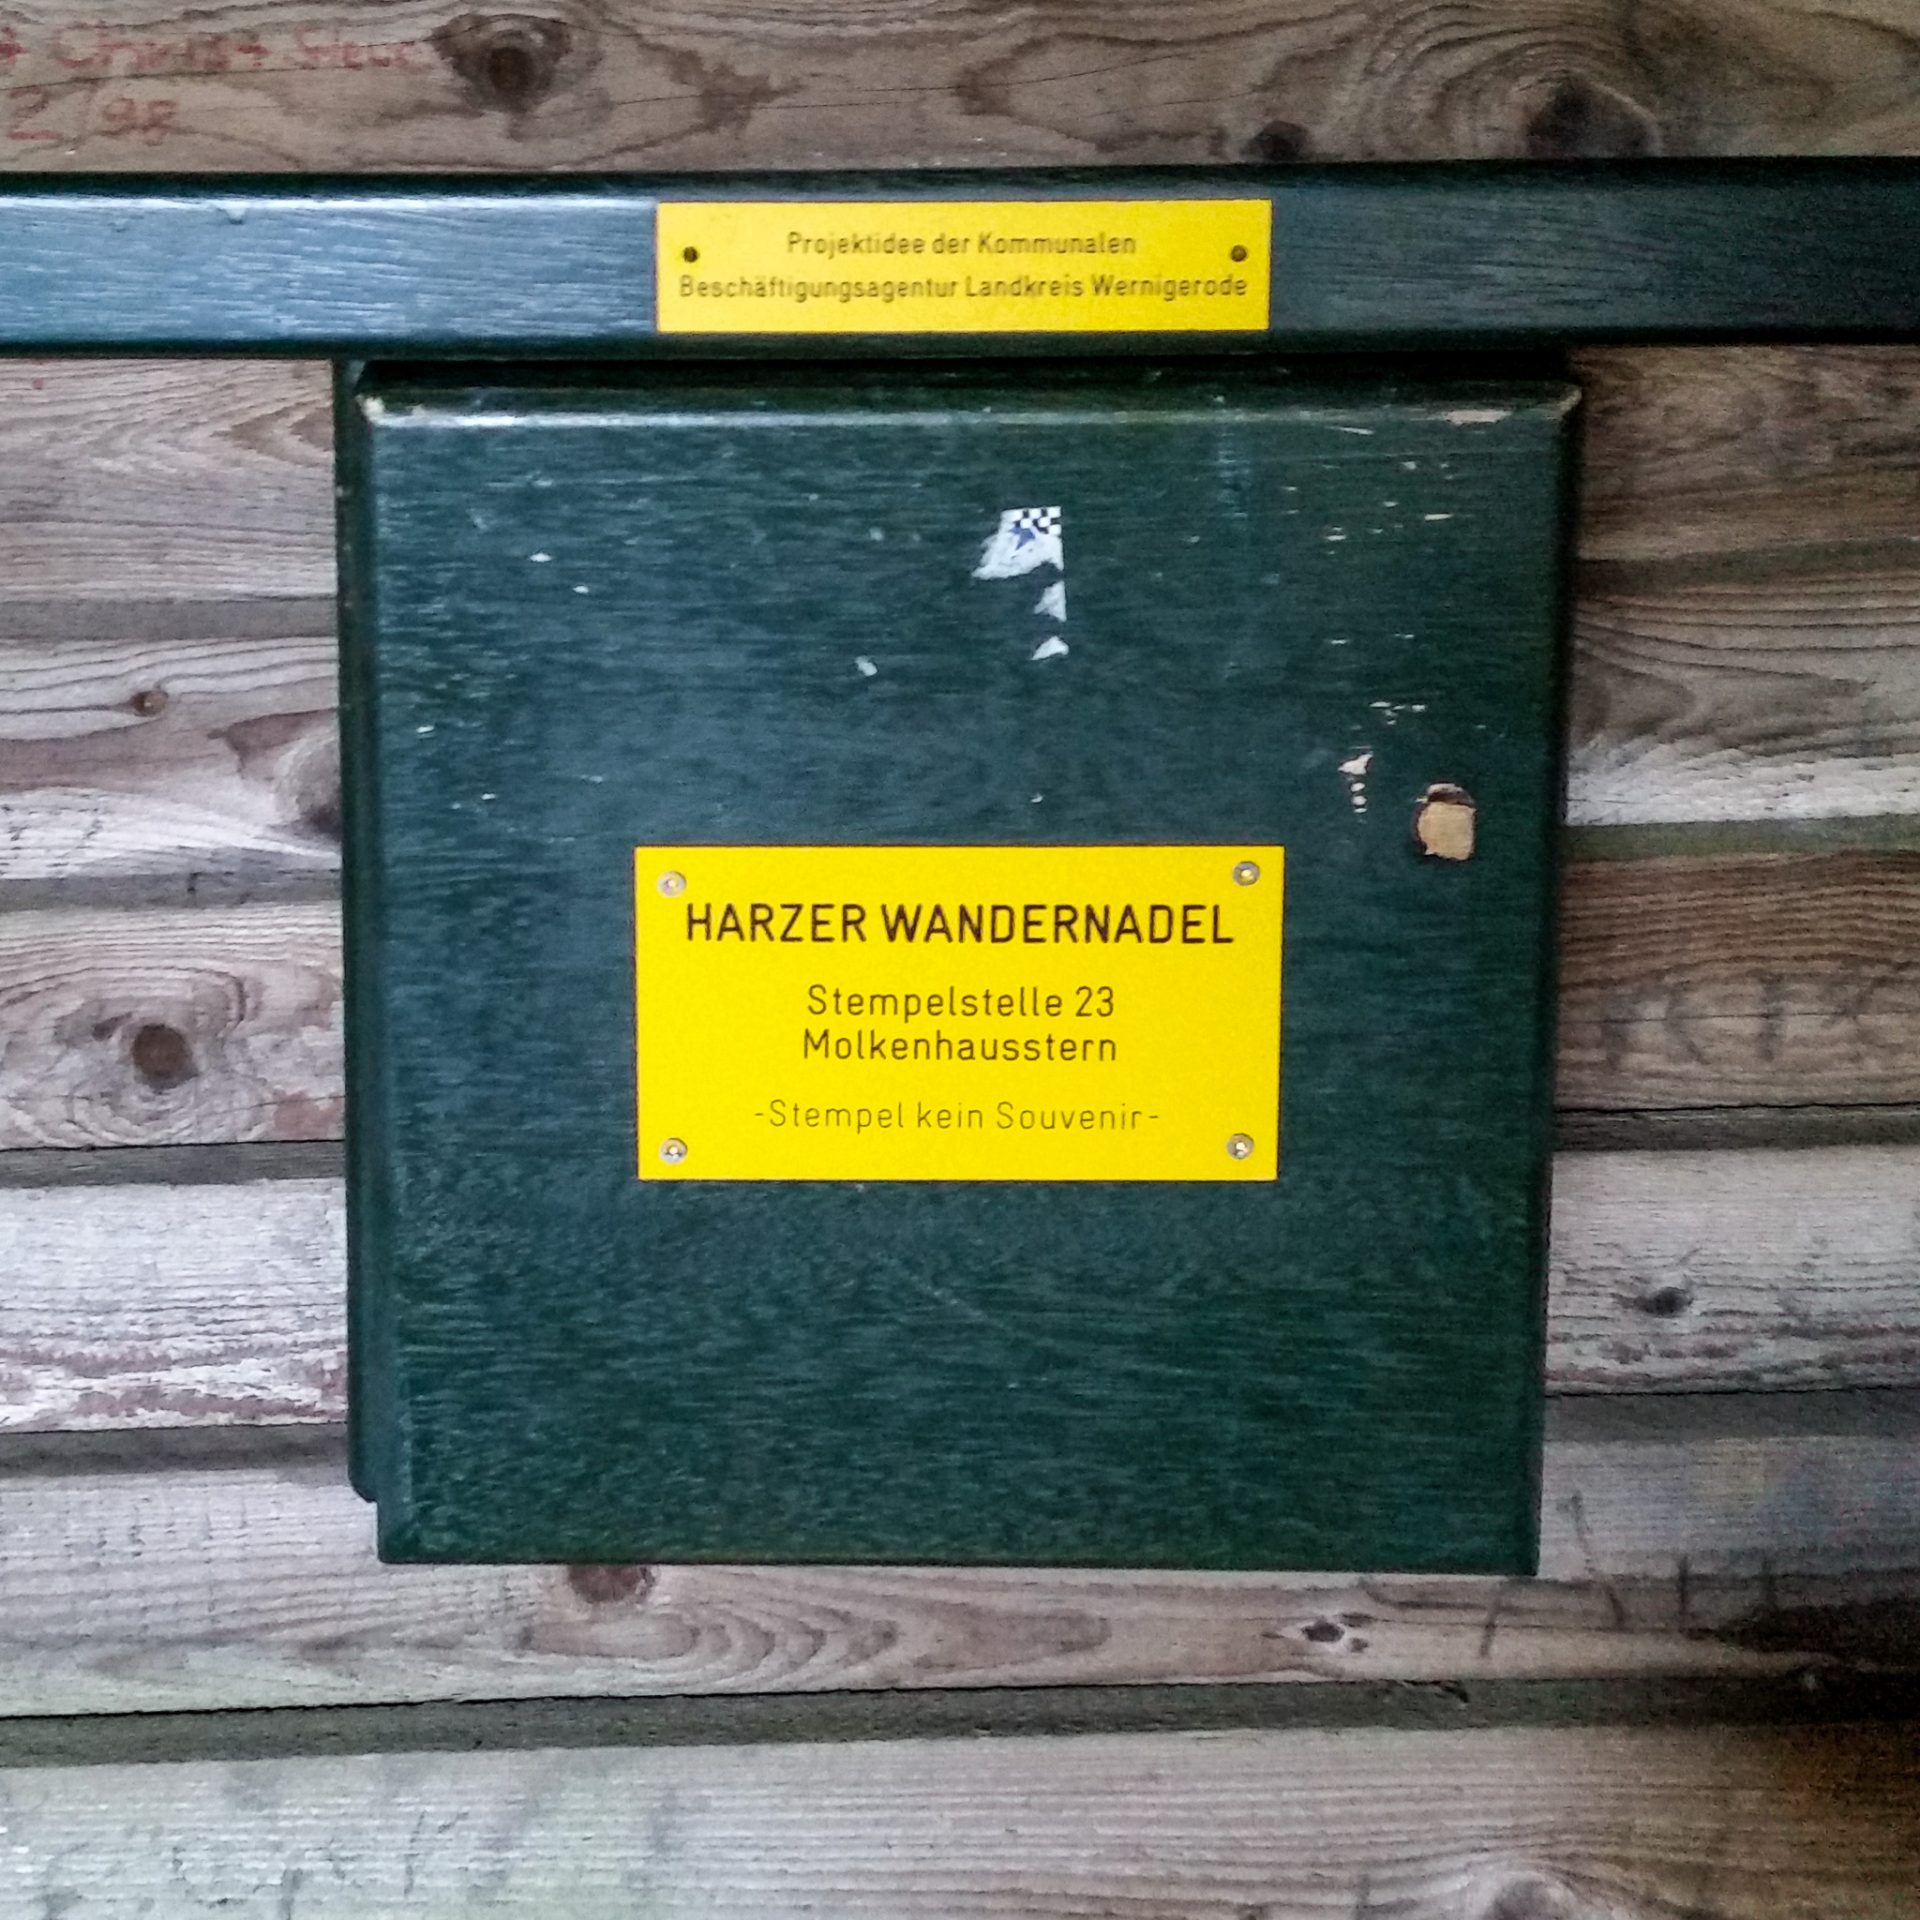 Projektidee der Kommunalen
Beschäftigungsagentur Landkreis Wernigerode
HARZER WANDERNADEL
Stempelstelle 23
Molkenhausstern
-Stempel kein Souvenir-